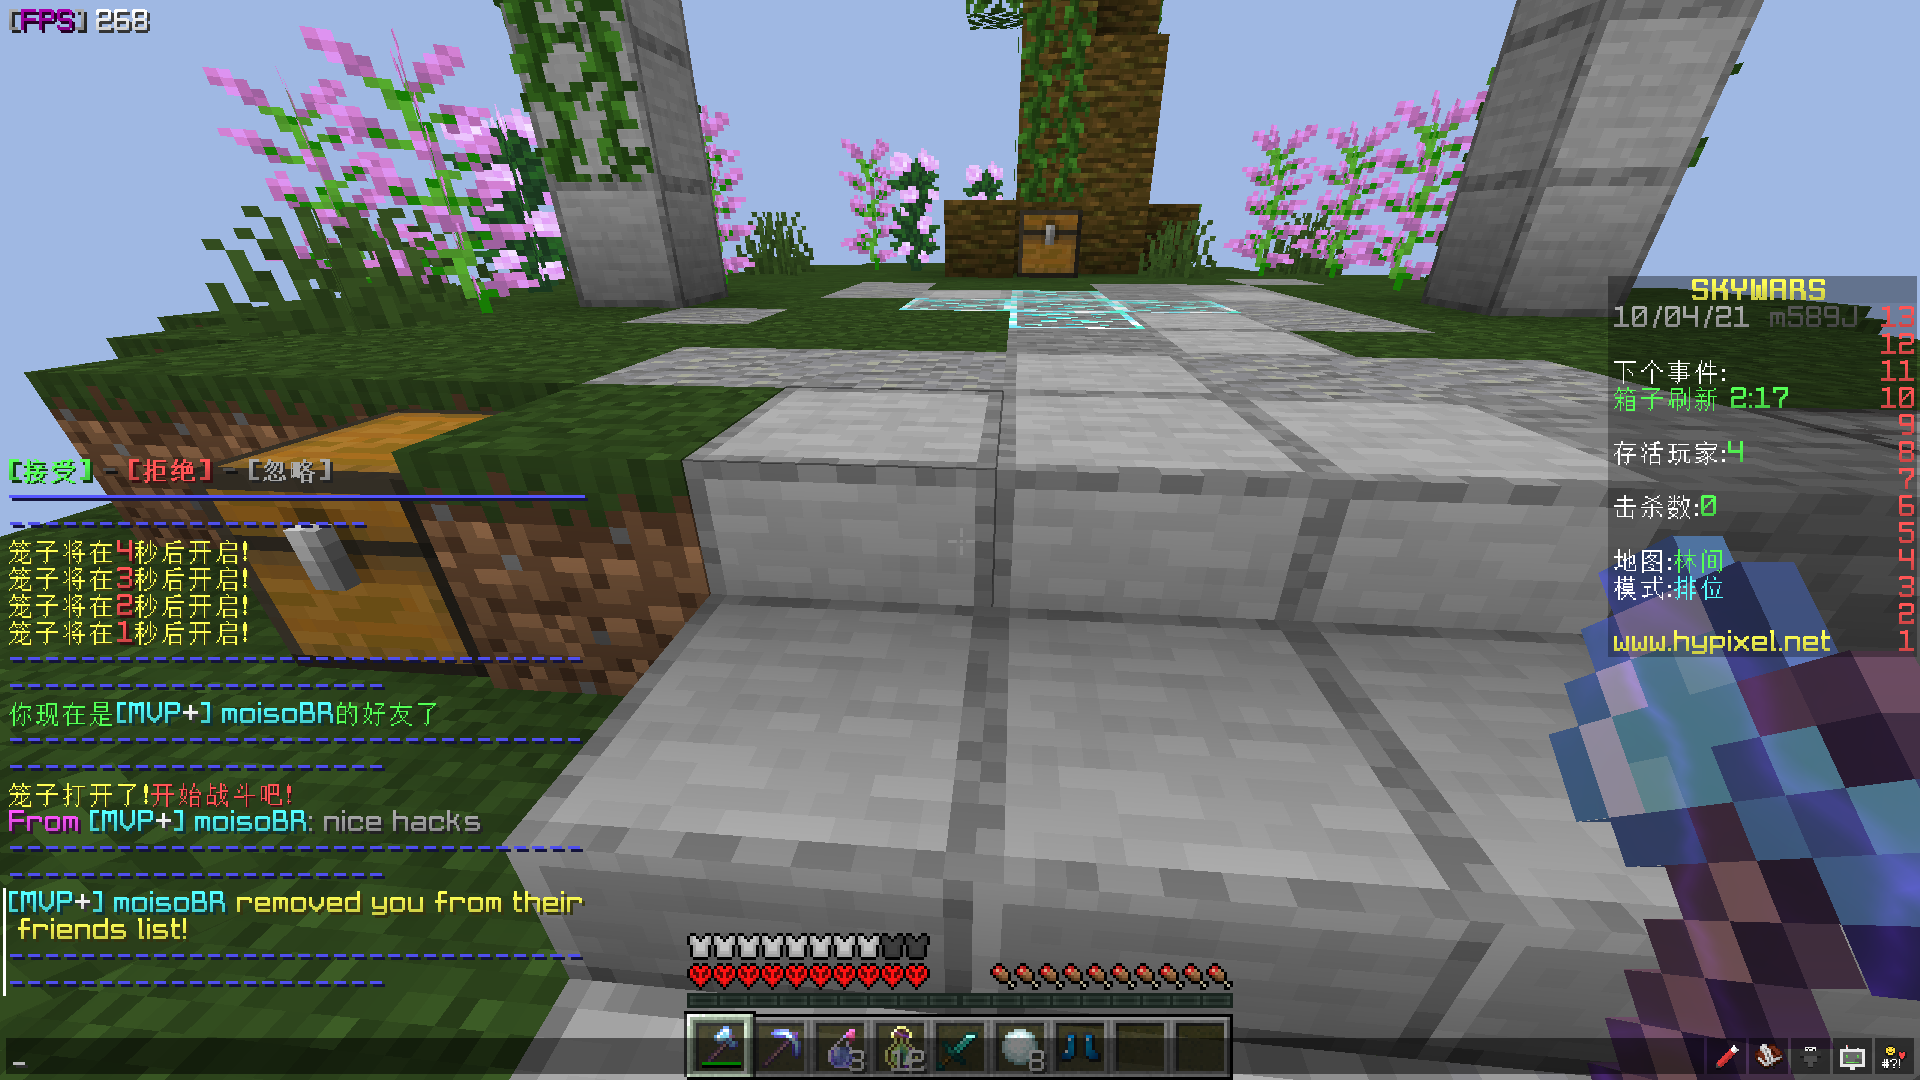 [FPS] 258
[接受] - [拒绝] - [忽略]
笼子将在4秒后开启!
笼子将在3秒后开启!
笼子将在2秒后开启!
笼子将在1秒后开启!
你现在是[MVP+] moisoBR的好友了
笼子打开了!开始战斗吧!
From [MVP+] moisoBR: nice hacks
[MVP+] moisoBR removed you from their
friends list!
_
SKYWARS
10/04/21 m589J 13
12
下个事件: 11
箱子刷新 2:17 10
9
存活玩家:4 8
7
击杀数:0 6
5
地图:林间 4
模式:排位 3
2
www.hypixel.net 1
3
12
8
#?!